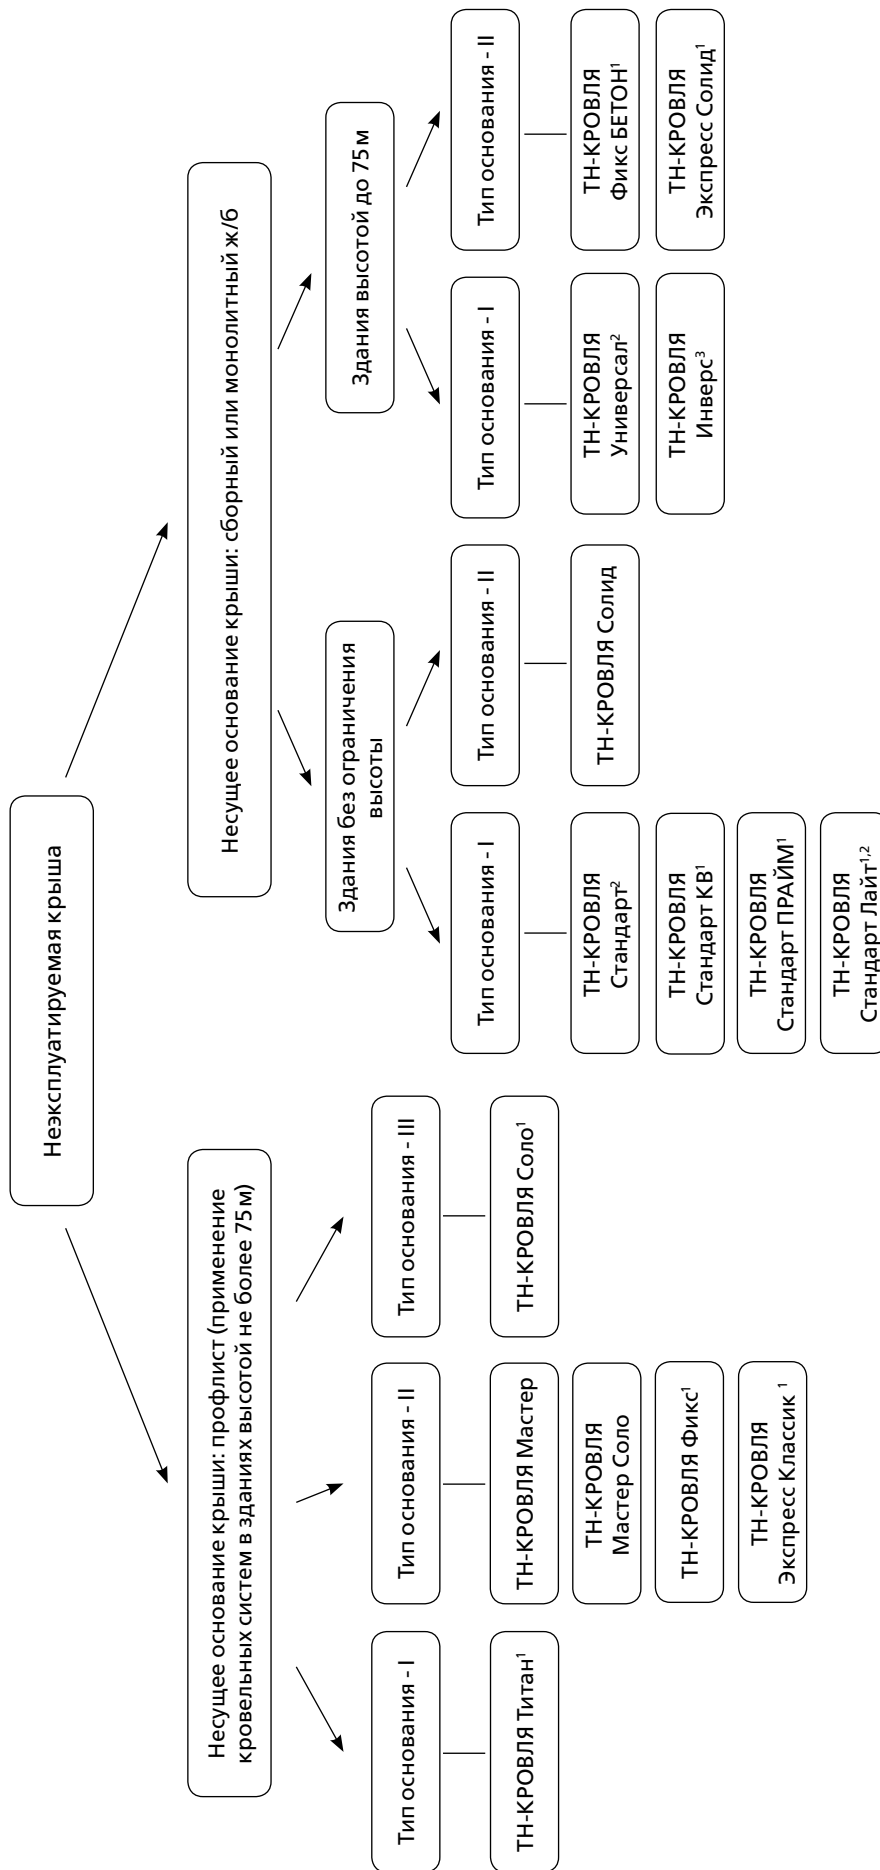 Неэксплуатируемая крыша
Несущее основание крыши: профлист (применение
кровельных систем в зданиях высотой не более 75 м)
Тип основания - I
ТН-КРОВЛЯ Титан¹
Тип основания - II
ТН-КРОВЛЯ Мастер
ТН-КРОВЛЯ
Мастер Соло
ТН-КРОВЛЯ Фикс¹
ТН-КРОВЛЯ
Экспресс Классик ¹
Тип основания - III
ТН-КРОВЛЯ Соло¹
Несущее основание крыши: сборный или монолитный ж/б
Здания без ограничения
высоты
Тип основания - I
ТН-КРОВЛЯ
Стандарт²
ТН-КРОВЛЯ
Стандарт КВ¹
ТН-КРОВЛЯ
Стандарт ПРАЙМ¹
ТН-КРОВЛЯ
Стандарт Лайт¹,²
Тип основания - II
ТН-КРОВЛЯ Солид
Здания высотой до 75 м
Тип основания - I
ТН-КРОВЛЯ
Универсал²
ТН-КРОВЛЯ
Инверс³
Тип основания - II
ТН-КРОВЛЯ
Фикс БЕТОН¹
ТН-КРОВЛЯ
Экспресс Солид¹